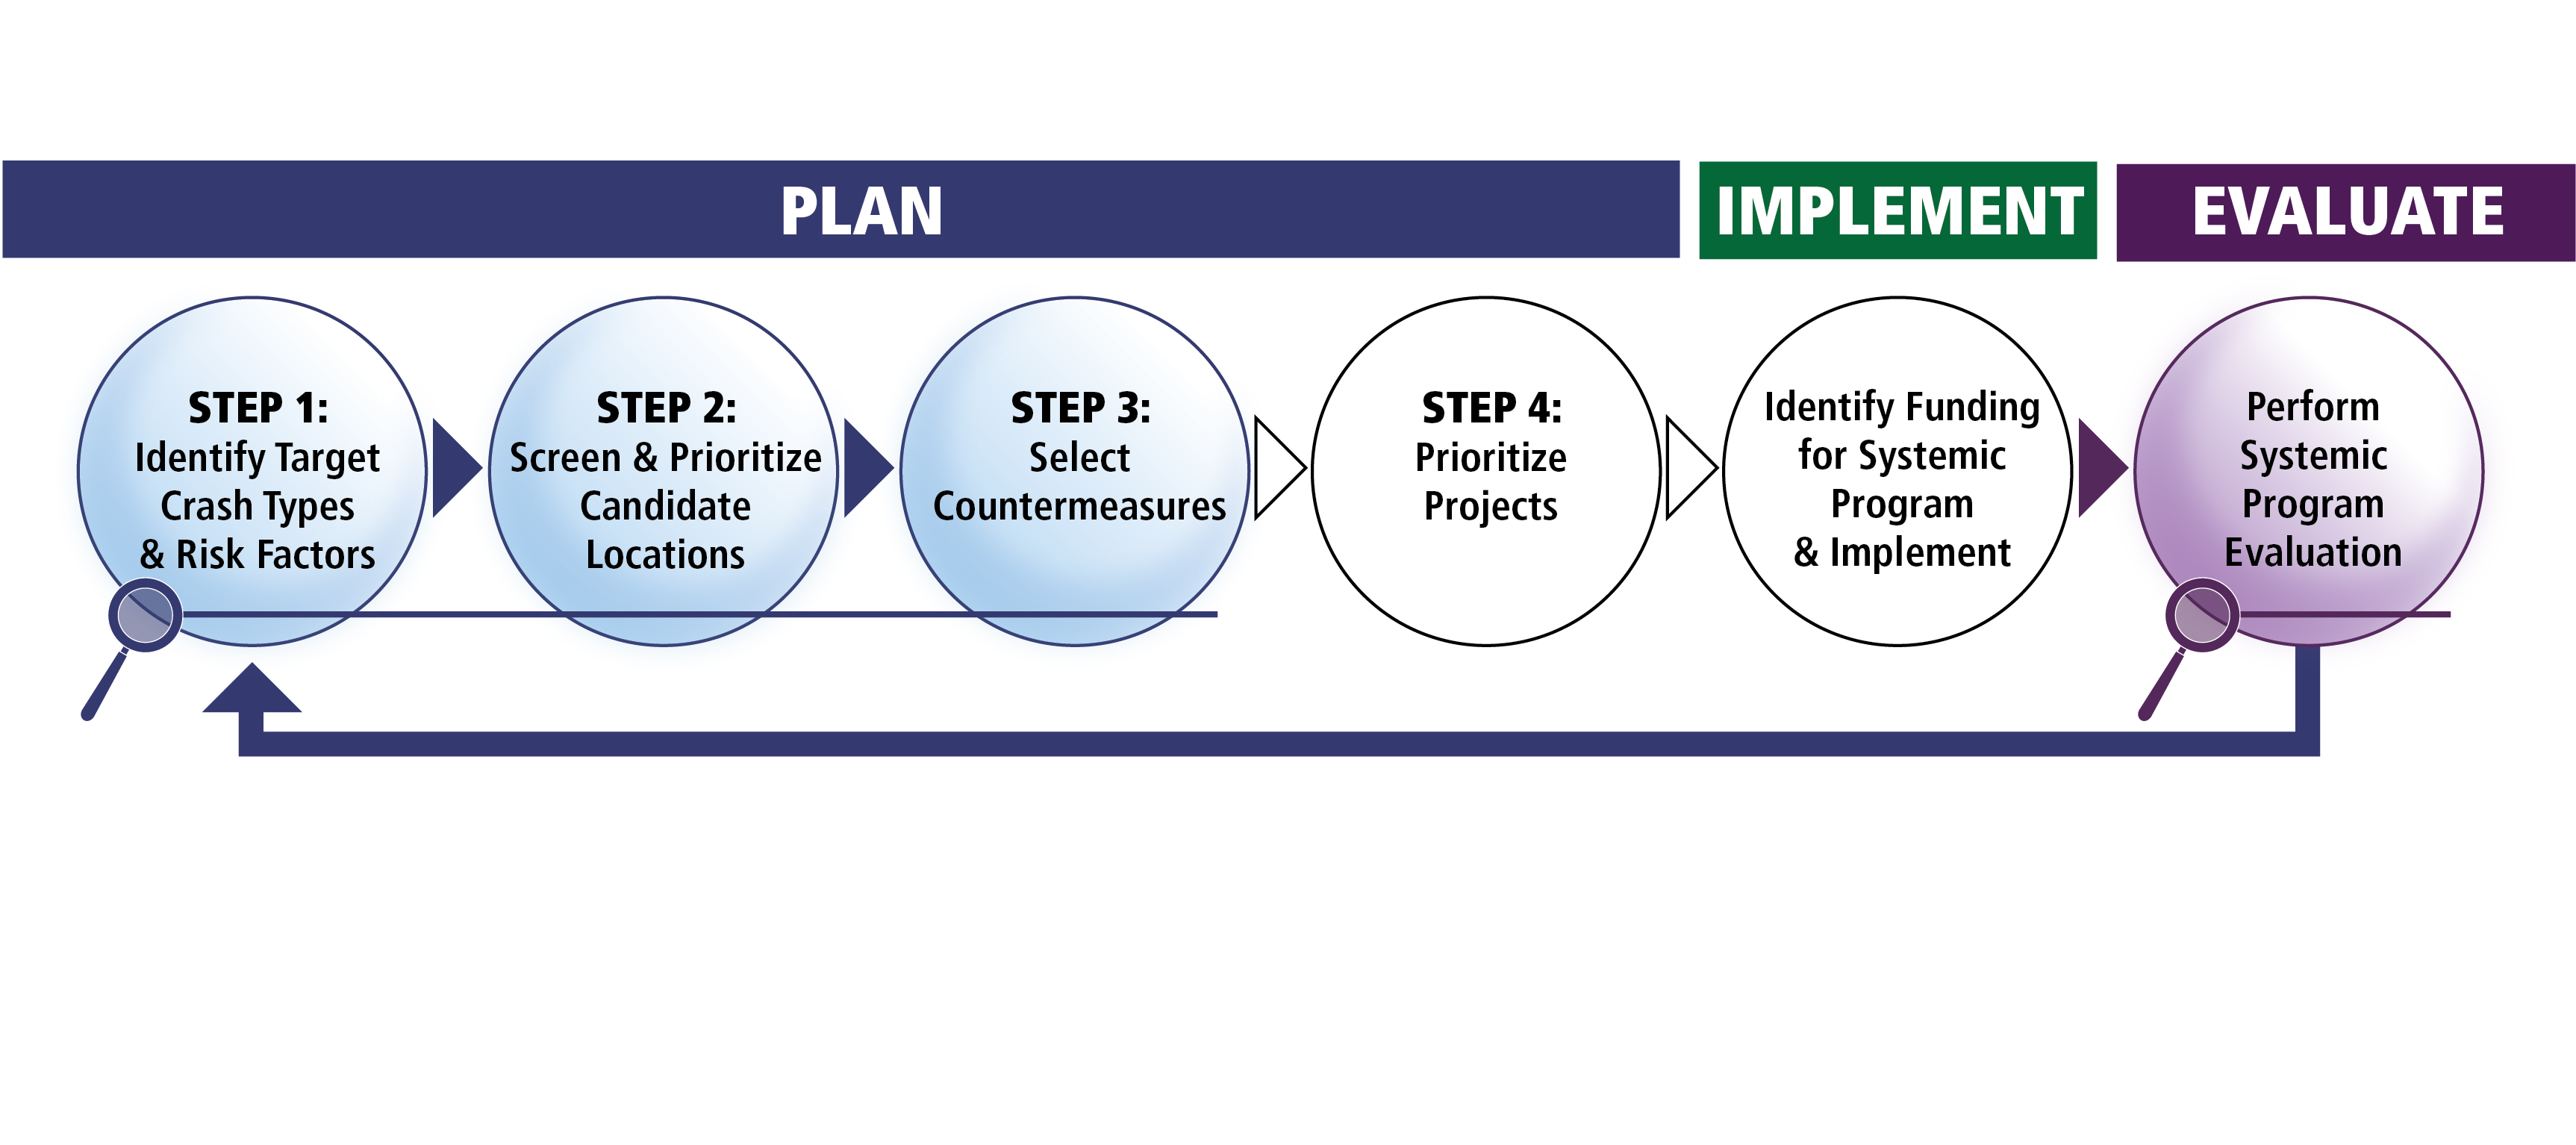 PLAN
IMPLEMENT
EVALUATE
STEP 1:
Identify Target
Crash Types
& Risk Factors
STEP 2:
Screen & Prioritize
Candidate
Locations
STEP 3:
Select
Countermeasures
STEP 4:
Prioritize
Projects
Identify Funding
for Systemic
Program
& Implement
Perform
Systemic
Program
Evaluation